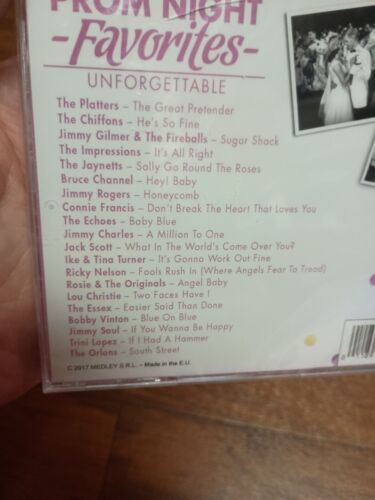 PROM NIGHT
-Favorites-
UNFORGETTABLE
The Platters – The Great Pretender
The Chiffons – He's So Fine
Jimmy Gilmer & The Fireballs – Sugar Shack
The Impressions – It's All Right
The Jaynetts – Sally Go Round The Roses
Bruce Channel – Hey! Baby
Jimmy Rogers – Honeycomb
Connie Francis – Don't Break The Heart That Loves You
The Echoes – Baby Blue
Jimmy Charles – A Million To One
Jack Scott – What In The World's Come Over You?
Ike & Tina Turner – It's Gonna Work Out Fine
Ricky Nelson – Fools Rush In (Where Angels Fear To Tread)
Rosie & The Originals – Angel Baby
Lou Christie – Two Faces Have I
The Essex – Easier Said Than Done
Bobby Vinton – Blue On Blue
Jimmy Soul – If You Wanna Be Happy
Trini Lopez – If I Had A Hammer
The Orlons – South Street
© 2017 MEDLEY S.R.L. – Made in the E.U.